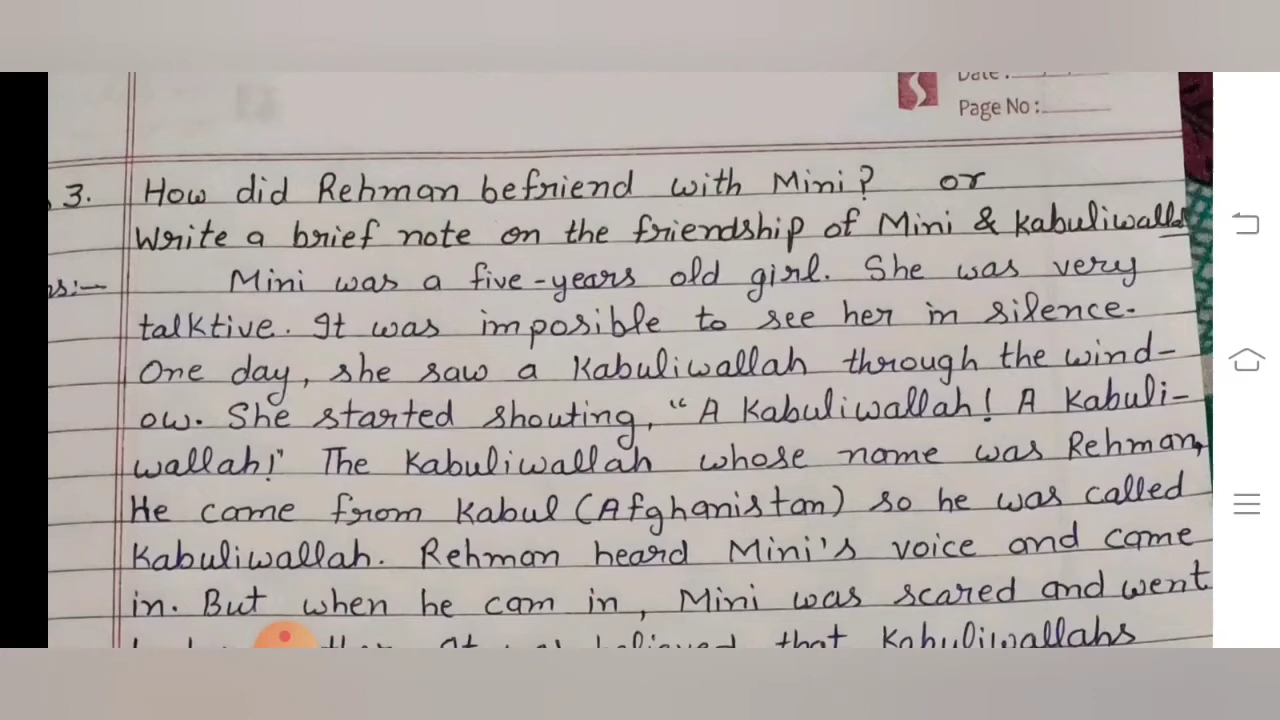 Date :
Page No :
3. How did Rehman befriend with Mini? or
Write a brief note on the friendship of Mini & Kabuliwalla
Mini was a five-years old girl. She was very
talktive. It was imposible to see her in silence.
One day, she saw a Kabuliwallah through the wind-
ow. She started shouting, "A Kabuliwallah! A Kabuli-
wallah!" The Kabuliwallah whose name was Rehman,
He came from Kabul (Afghanistan) so he was called
Kabuliwallah. Rehman heard Mini's voice and came
in. But when he cam in, Mini was scared and went
believed that Kabuliwallahs